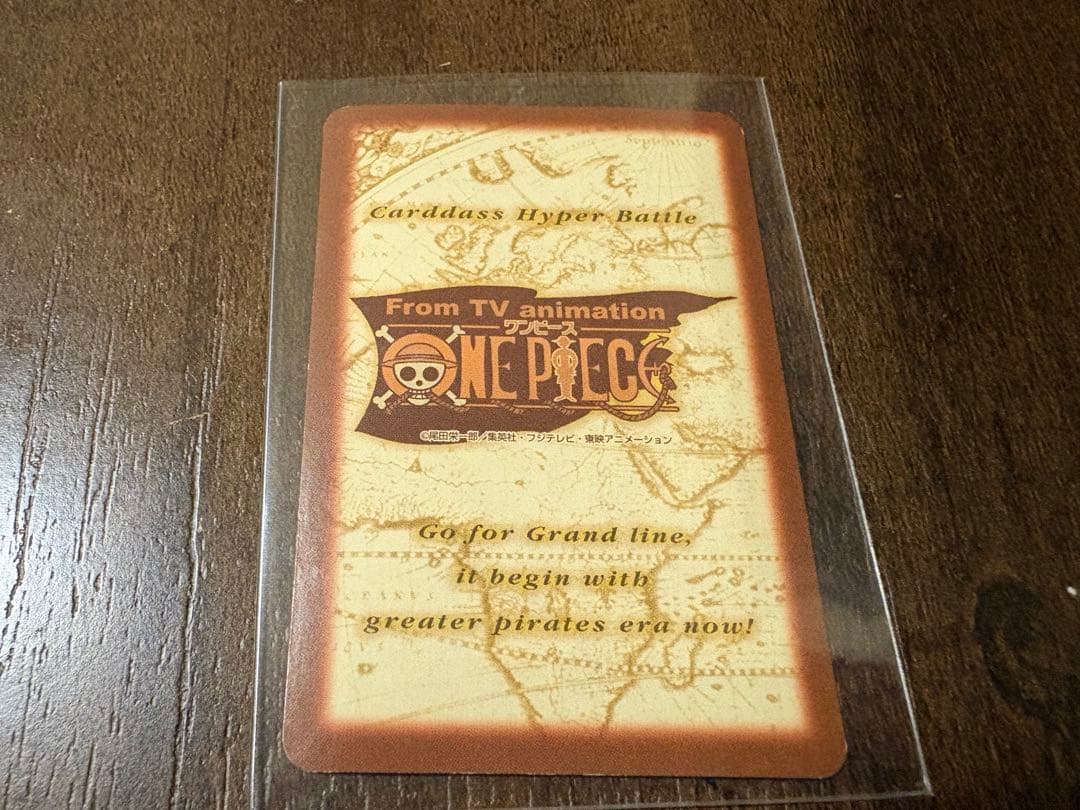 Septentrio
Carddass Hyper Battle
From TV animation
ワンピース
ONE PIECE
©尾田栄一郎／集英社・フジテレビ・東映アニメーション
Go for Grand line,
it begin with
greater pirates era now!